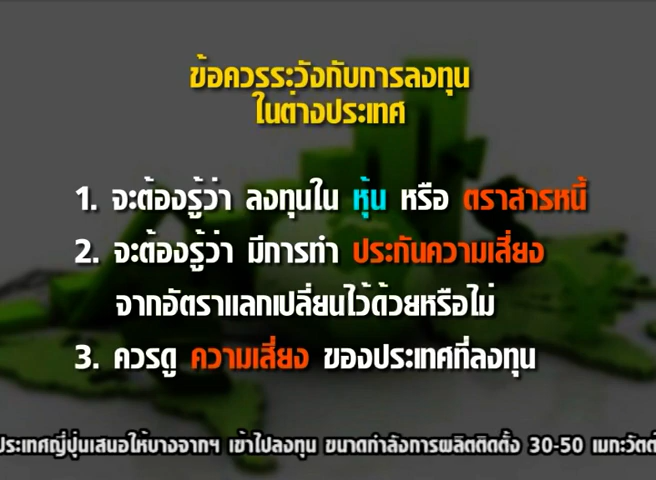 ข้อควรระวังกับการลงทุน
ในต่างประเทศ
1. จะต้องรู้ว่า ลงทุนใน หุ้น หรือ ตราสารหนี้
2. จะต้องรู้ว่า มีการทำ ประกันความเสี่ยง
จากอัตราแลกเปลี่ยนไว้ด้วยหรือไม่
3. ควรดู ความเสี่ยง ของประเทศที่ลงทุน
ประเทศญี่ปุ่นเสนอให้บางจากฯ เข้าไปลงทุน ขนาดกำลังการผลิตติดตั้ง 30-50 เมกะวัตต์